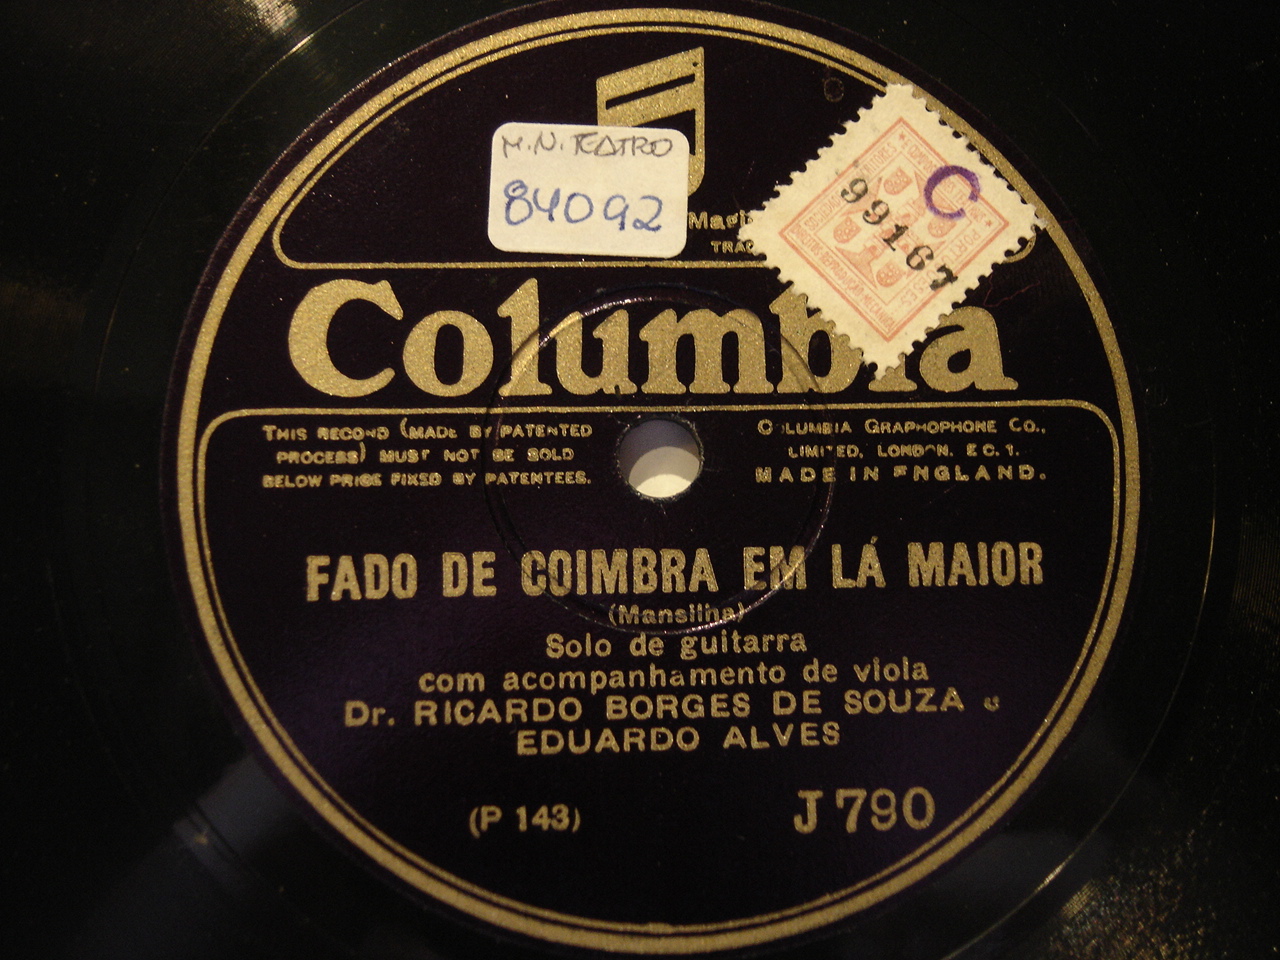 M.N. TEATRO
84092
C
99167
Columbia
THIS RECORD (MADE BY PATENTED
PROCESS) MUST NOT BE SOLD
BELOW PRICE FIXED BY PATENTEES.
COLUMBIA GRAPHOPHONE CO.,
LIMITED, LONDON, E C 1.
MADE IN ENGLAND.
FADO DE COIMBRA EM LÁ MAIOR
(Mansilha)
Solo de guitarra
com acompanhamento de viola
Dr. RICARDO BORGES DE SOUZA e
EDUARDO ALVES
(P 143)
J 790